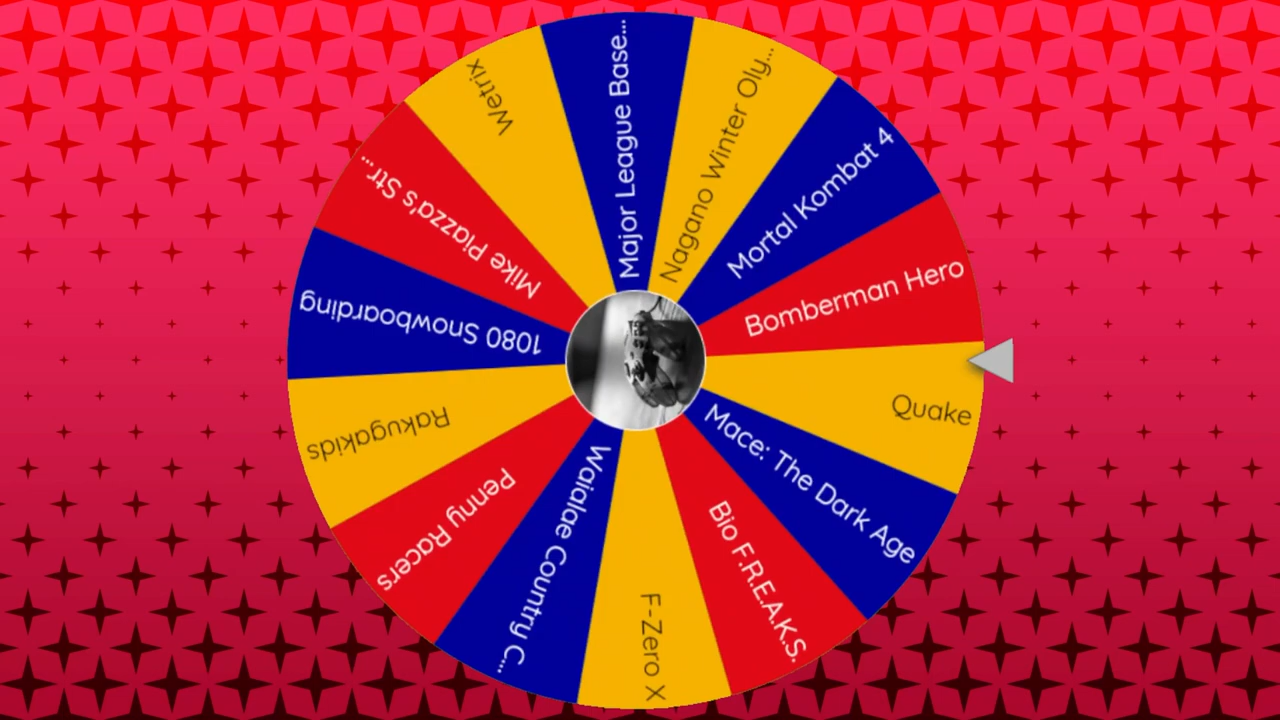 Major League Base...
Nagano Winter Oly...
Mortal Kombat 4
Bomberman Hero
Quake
Mace: The Dark Age
Bio F.R.E.A.K.S.
F-Zero X
Waialae Country C...
Penny Racers
Rakugakids
1080 Snowboarding
Mike Piazza's Str...
Wetrix